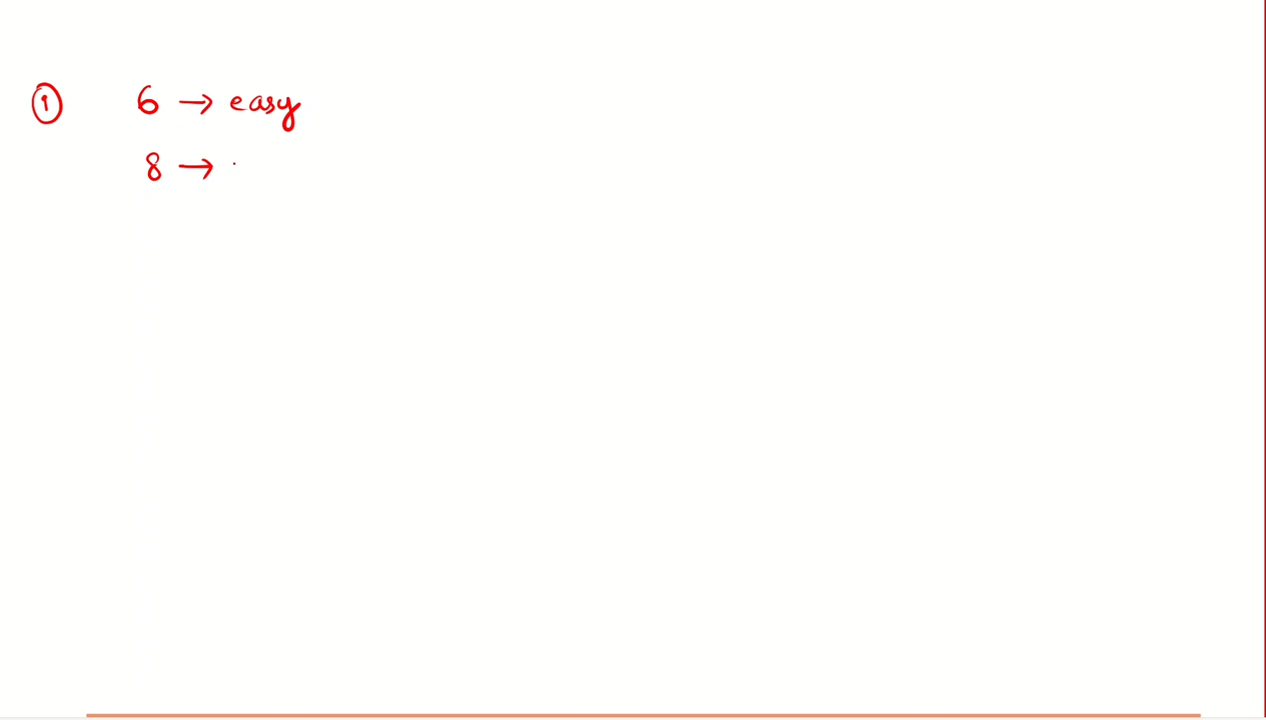 ① 6 → easy
8 →